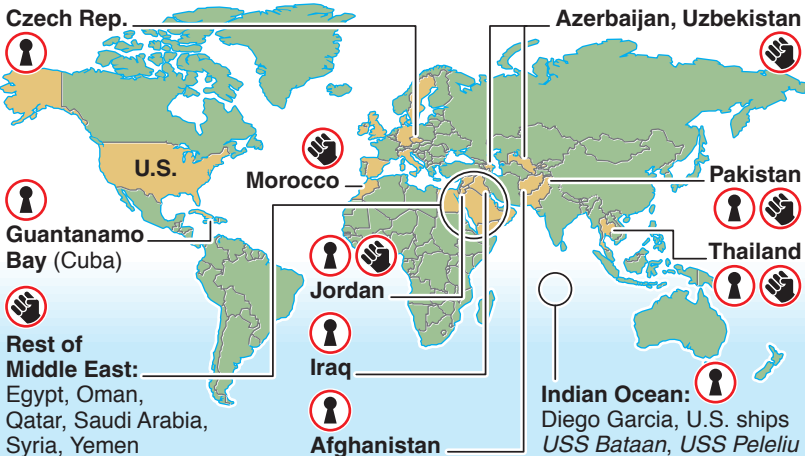 Czech Rep.
Azerbaijan, Uzbekistan
U.S.
Morocco
Pakistan
Guantanamo
Bay (Cuba)
Thailand
Jordan
Rest of
Middle East:
Egypt, Oman,
Qatar, Saudi Arabia,
Syria, Yemen
Iraq
Afghanistan
Indian Ocean:
Diego Garcia, U.S. ships
USS Bataan, USS Peleliu